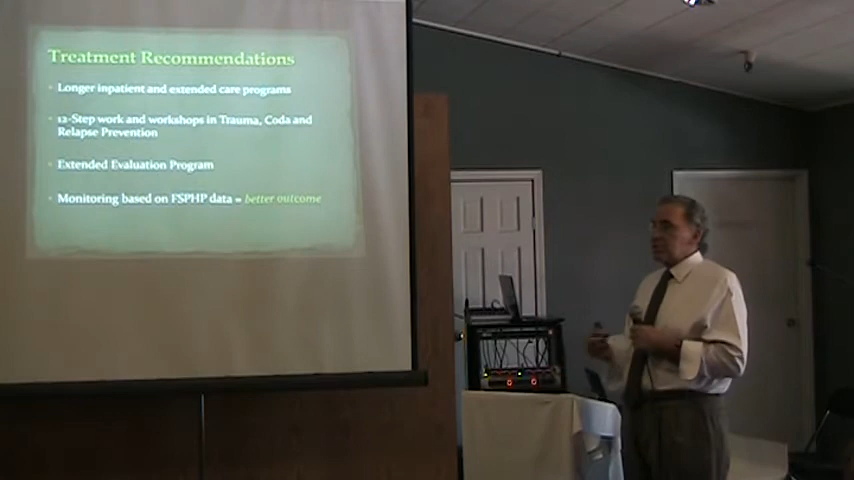 Treatment Recommendations
Longer inpatient and extended care programs
12-Step work and workshops in Trauma, Coda and
Relapse Prevention
Extended Evaluation Program
Monitoring based on FSPHP data = better outcome